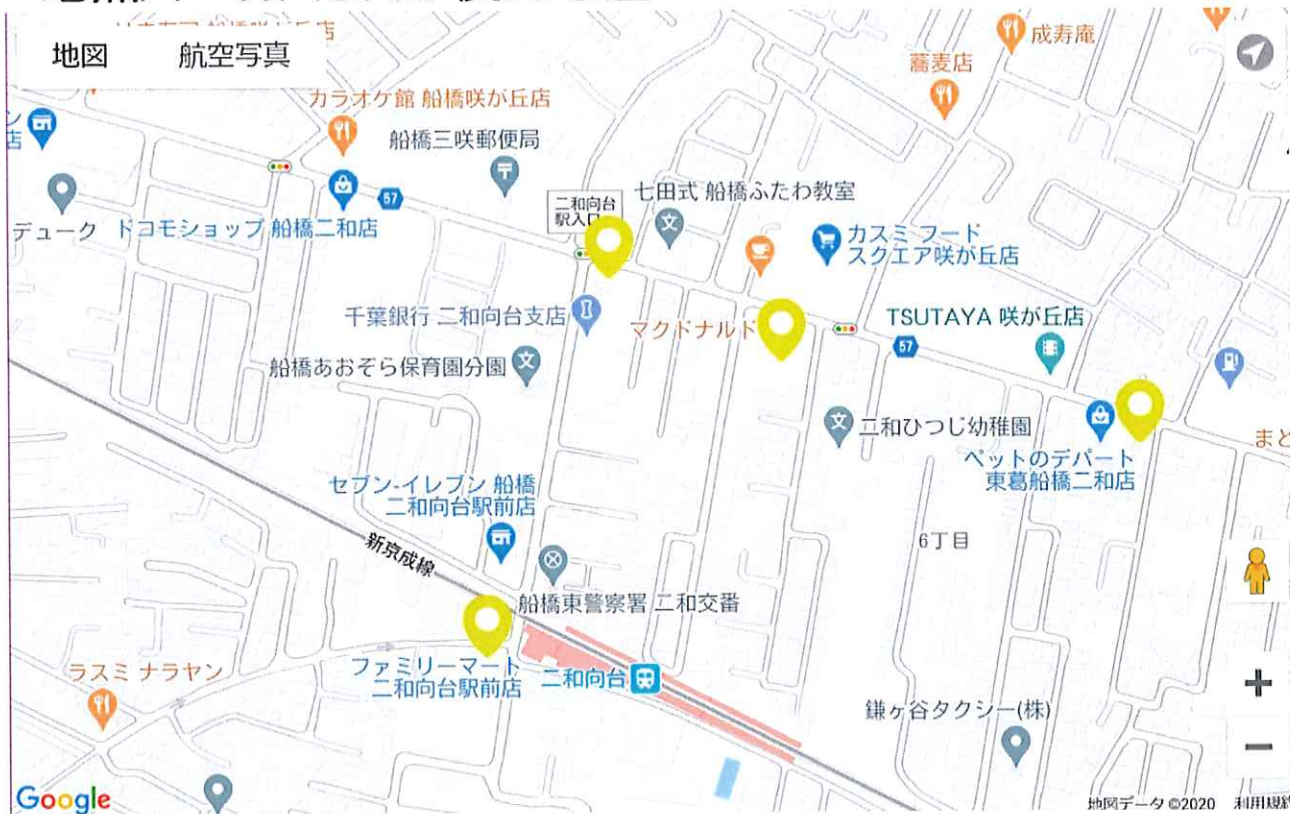 地図 航空写真
成寿庵
蕎麦店
カラオケ館 船橋咲が丘店
船橋三咲郵便局
二和向台
駅入口
七田式 船橋ふたわ教室
57
デューク
ドコモショップ 船橋二和店
カスミ フード
スクエア咲が丘店
千葉銀行 二和向台支店
マクドナルド
TSUTAYA 咲が丘店
57
船橋あおぞら保育園分園
二和ひつじ幼稚園
ペットのデパート
東葛船橋二和店
まど
セブン-イレブン 船橋
二和向台駅前店
新京成線
6丁目
船橋東警察署 二和交番
ファミリーマート
二和向台駅前店
二和向台
ラスミ ナラヤン
鎌ヶ谷タクシー(株)
Google
地図データ ©2020 利用規約